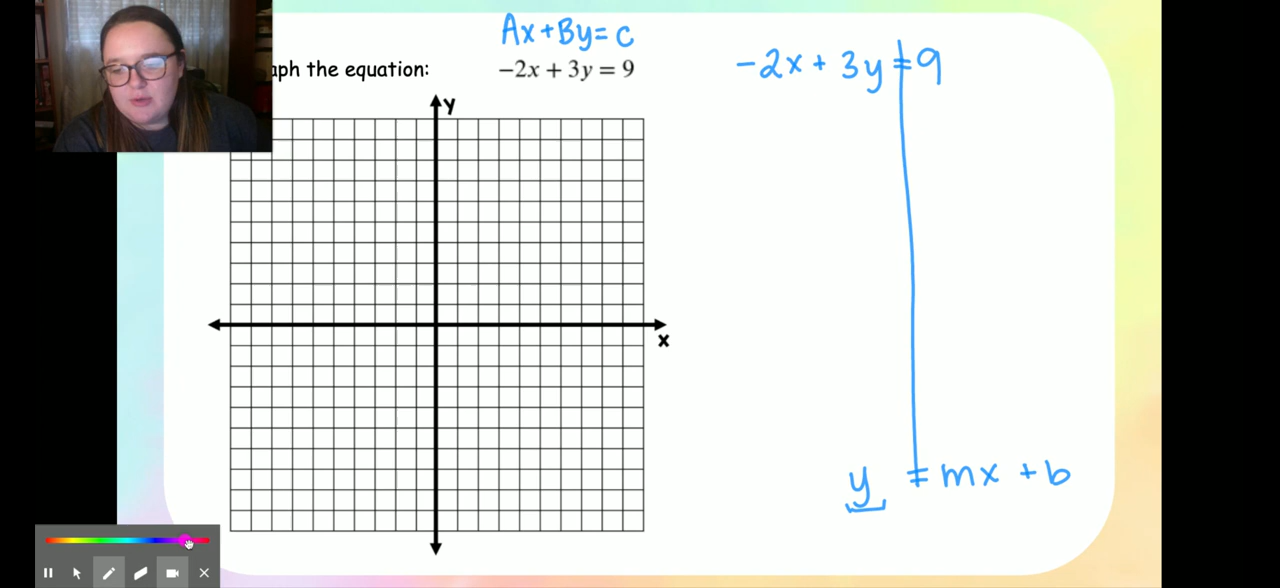 Ax+By=C
aph the equation: −2x + 3y = 9
-2x + 3y = 9
Y
x
y = mx + b